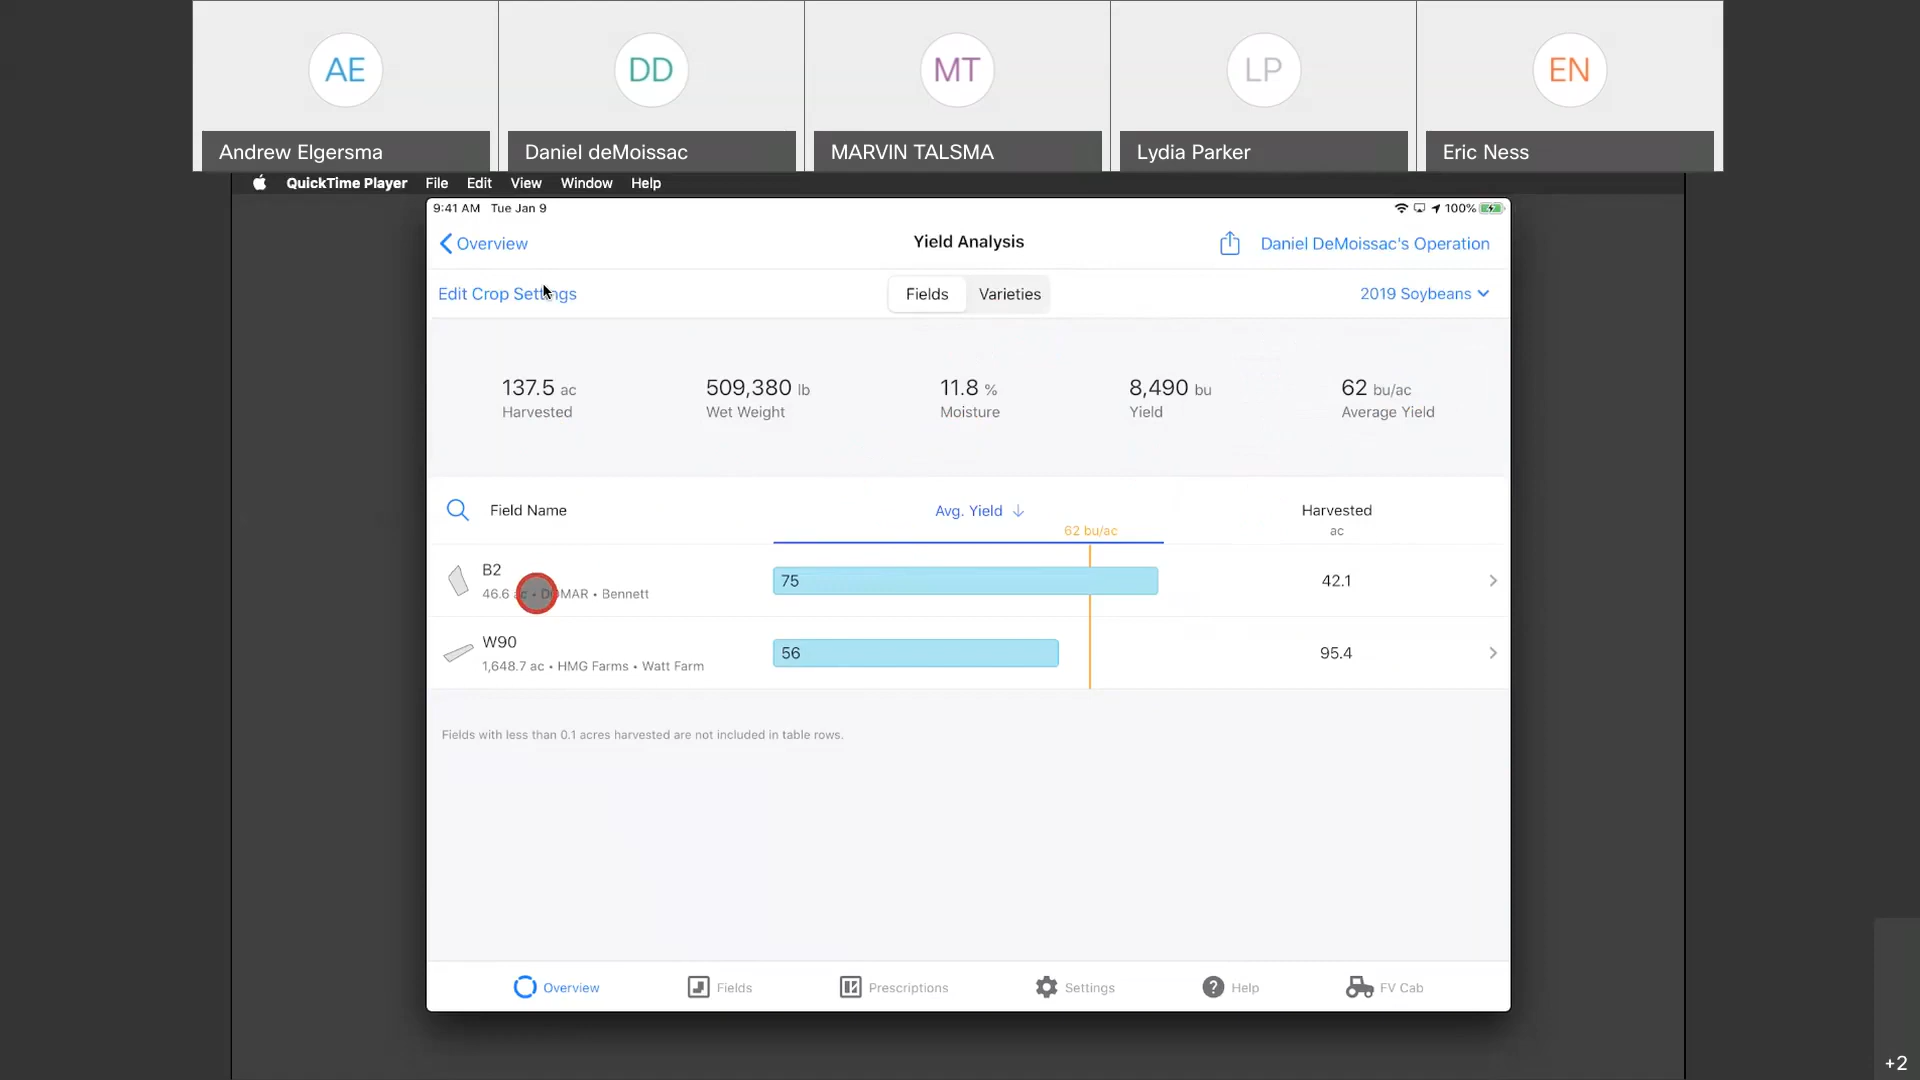 AE
DD
MT
LP
EN
Andrew Elgersma
Daniel deMoissac
MARVIN TALSMA
Lydia Parker
Eric Ness
QuickTime Player File Edit View Window Help
9:41 AM Tue Jan 9
100%
Overview
Yield Analysis
Daniel DeMoissac's Operation
Edit Crop Settings
Fields
Varieties
2019 Soybeans
137.5 ac
Harvested
509,380 lb
Wet Weight
11.8 %
Moisture
8,490 bu
Yield
62 bu/ac
Average Yield
Field Name
Avg. Yield
62 bu/ac
Harvested
ac
B2
46.6 • • Bennett
75
42.1
W90
1,648.7 ac • HMG Farms • Watt Farm
56
95.4
Fields with less than 0.1 acres harvested are not included in table rows.
Overview
Fields
Prescriptions
Settings
Help
FV Cab
+2